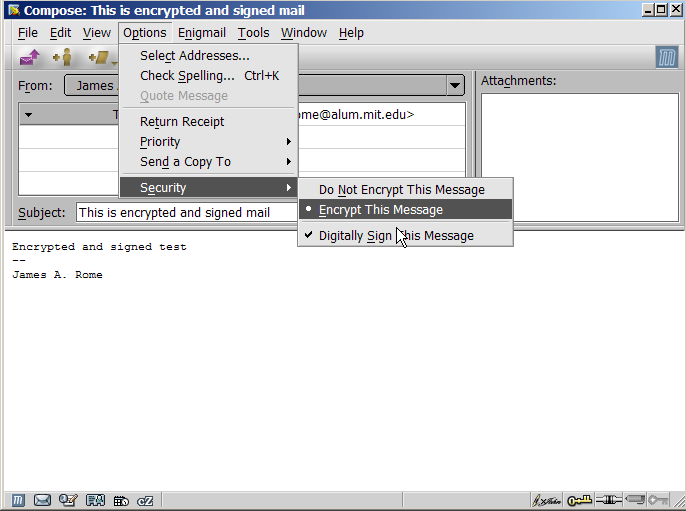 Compose: This is encrypted and signed mail
File Edit View Options Enigmail Tools Window Help
Select Addresses...
Check Spelling... Ctrl+K
Quote Message
Return Receipt
Priority
Send a Copy To
Security
Do Not Encrypt This Message
Encrypt This Message
Digitally Sign This Message
From: James
ome@alum.mit.edu>
Attachments:
Subject: This is encrypted and signed mail
Encrypted and signed test
--
James A. Rome